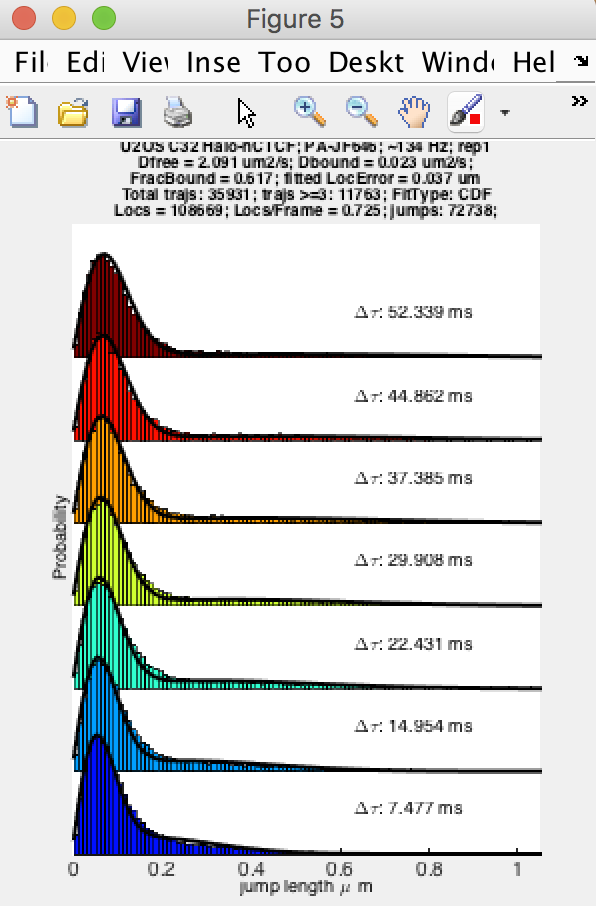 Figure 5
Fil Edi Viev Inse Too Deskt Windo Hel
U2OS C32 Halo-hCTCF; PA-JF646; ~134 Hz; rep1
Dfree = 2.091 um2/s; Dbound = 0.023 um2/s;
FracBound = 0.617; fitted LocError = 0.037 um
Total trajs: 35931; trajs >=3: 11763; FitType: CDF
Locs = 108669; Locs/Frame = 0.725; jumps: 72738;
Δτ: 52.339 ms
Δτ: 44.862 ms
Δτ: 37.385 ms
Δτ: 29.908 ms
Δτ: 22.431 ms
Δτ: 14.954 ms
Δτ: 7.477 ms
Probability
0 0.2 0.4 0.6 0.8 1
jump length μ m